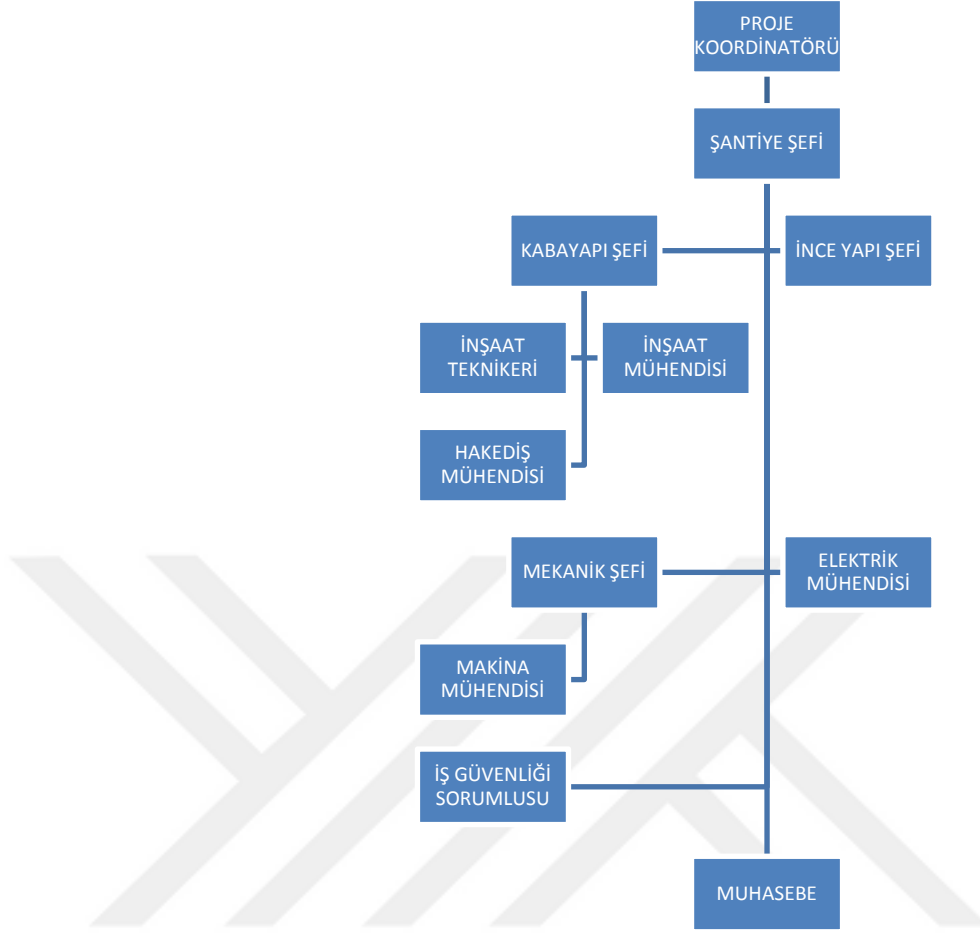 PROJE
KOORDİNATÖRÜ
ŞANTİYE ŞEFİ
KABAYAPI ŞEFİ
İNCE YAPI ŞEFİ
İNŞAAT
TEKNİKERİ
İNŞAAT
MÜHENDİSİ
HAKEDİŞ
MÜHENDİSİ
MEKANİK ŞEFİ
ELEKTRİK
MÜHENDİSİ
MAKİNA
MÜHENDİSİ
İŞ GÜVENLİĞİ
SORUMLUSU
MUHASEBE